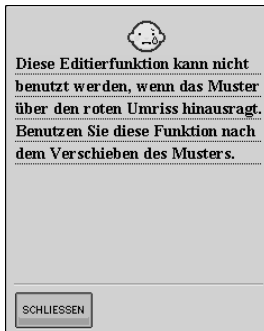 Diese Editierfunktion kann nicht
benutzt werden, wenn das Muster
über den roten Umriss hinausragt.
Benutzen Sie diese Funktion nach
dem Verschieben des Musters.
SCHLIESSEN